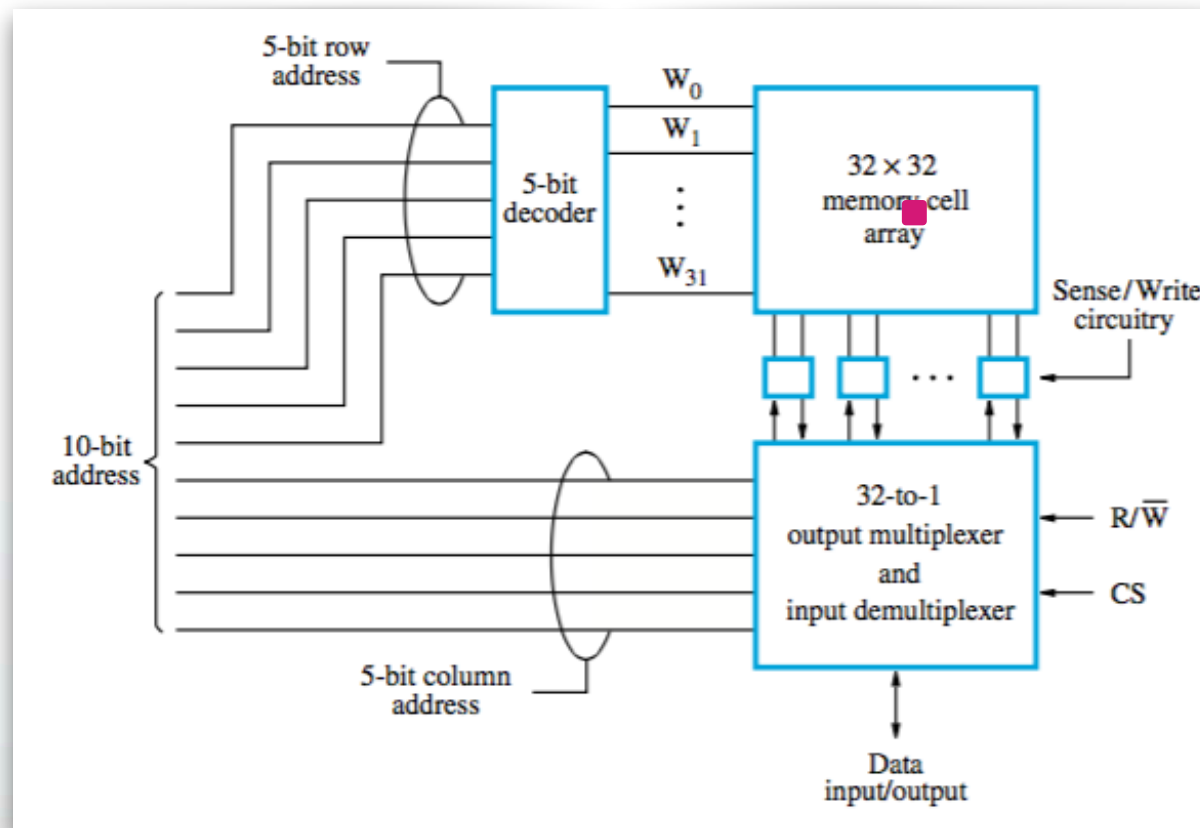 5-bit row
address
W0
W1
5-bit
decoder
W31
32 × 32
memory cell
array
Sense/Write
circuitry
10-bit
address
32-to-1
output multiplexer
and
input demultiplexer
R/W̅
CS
5-bit column
address
Data
input/output